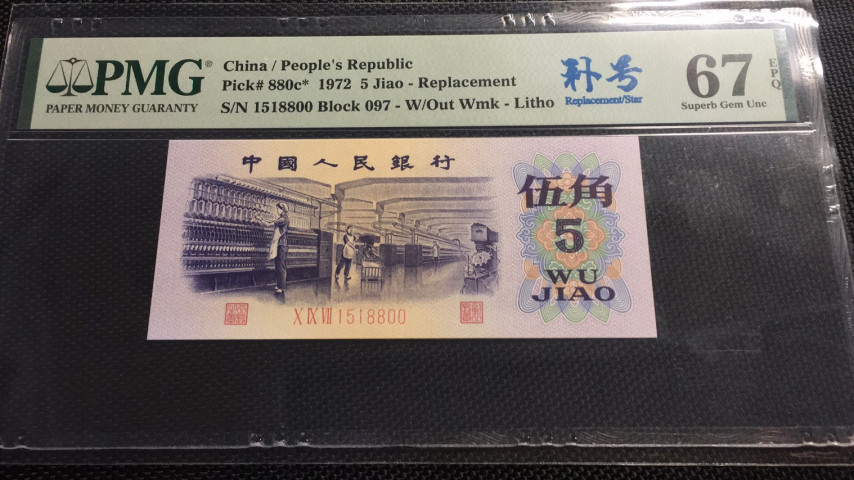 PMG®
PAPER MONEY GUARANTY
China / People's Republic
Pick# 880c* 1972 5 Jiao - Replacement
S/N 1518800 Block 097 - W/Out Wmk - Litho
补号
Replacement/Star
67
EPQ
Superb Gem Unc
中國人民銀行
伍角
5
WU
JIAO
X IX VII 1518800